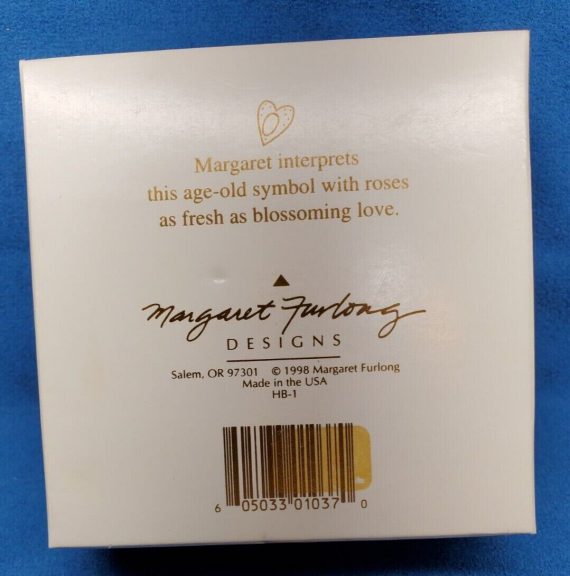 Margaret interprets
this age-old symbol with roses
as fresh as blossoming love.
Margaret Furlong
DESIGNS
Salem, OR 97301 © 1998 Margaret Furlong
Made in the USA
HB-1
6 05033 01037 0